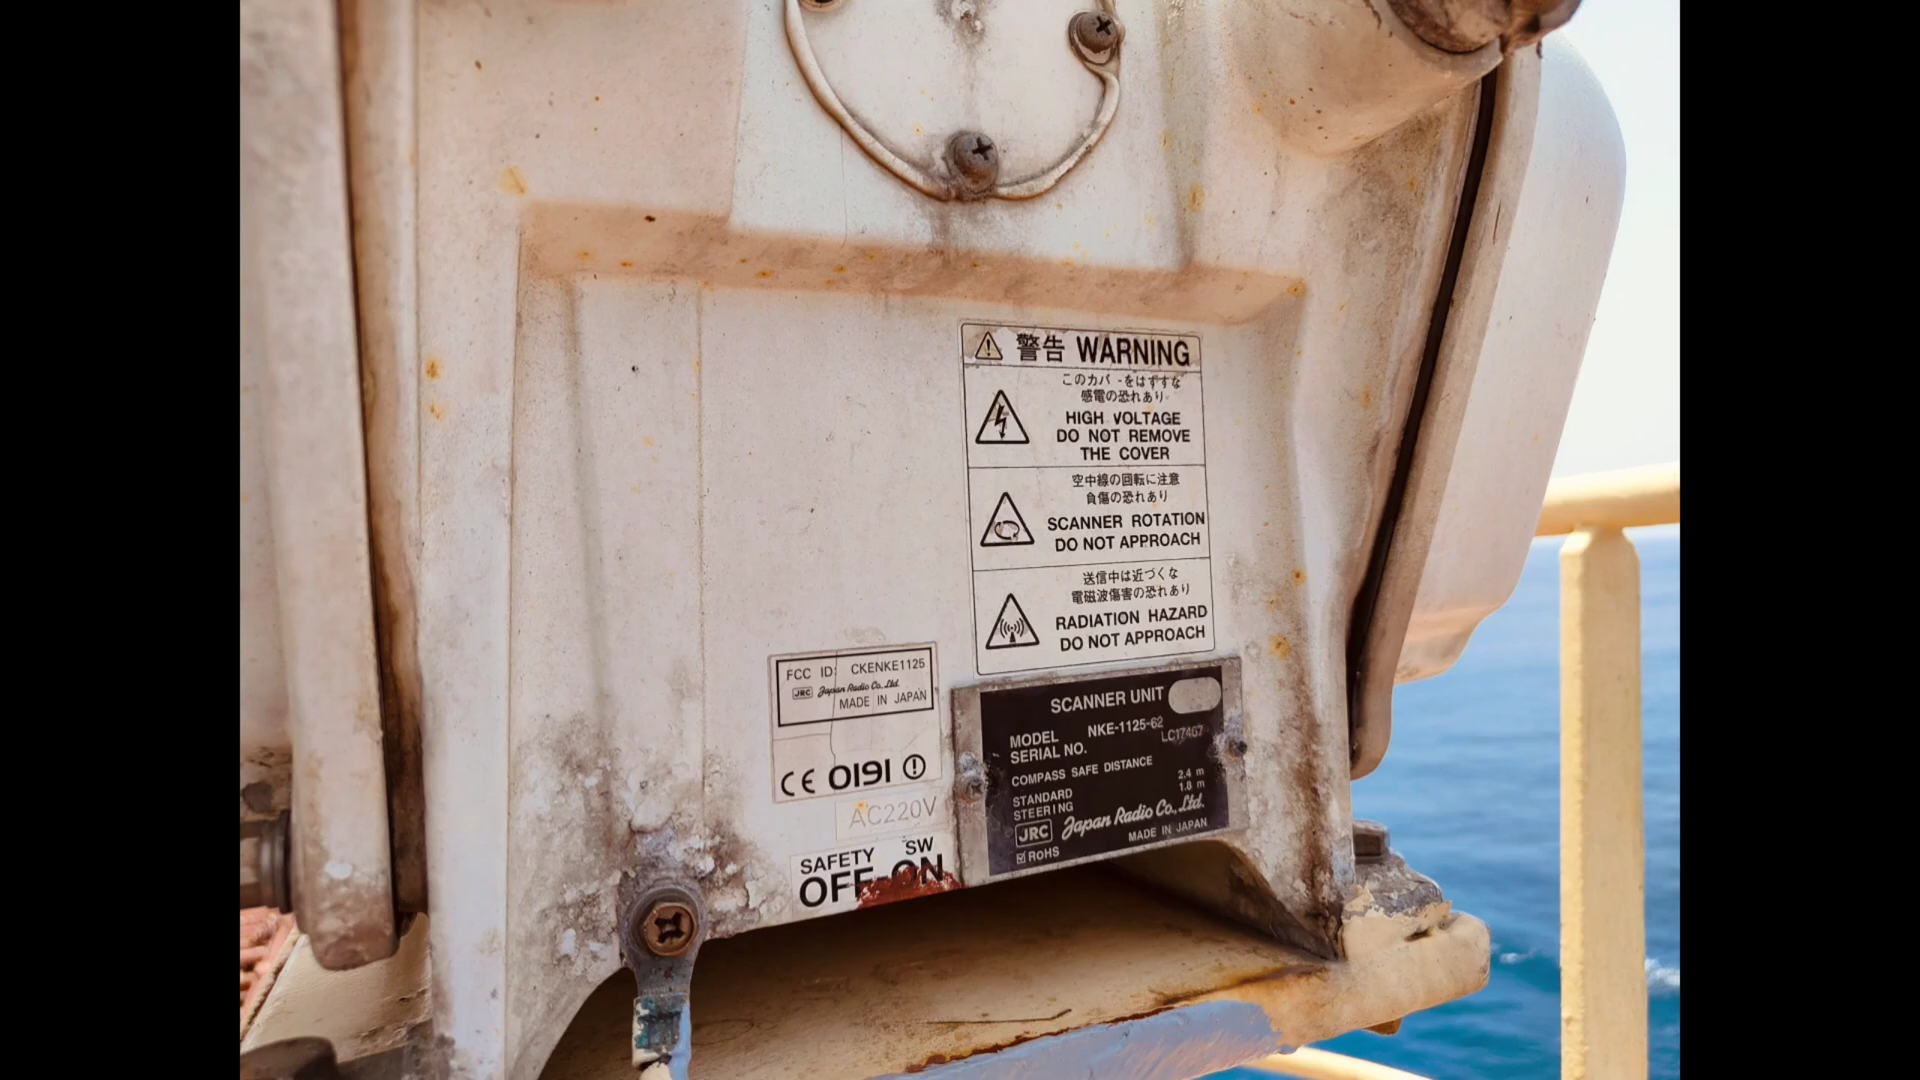 警告 WARNING
このカバーをはずすな
感電の恐れあり
HIGH VOLTAGE
DO NOT REMOVE
THE COVER
空中線の回転に注意
負傷の恐れあり
SCANNER ROTATION
DO NOT APPROACH
送信中は近づくな
電磁波傷害の恐れあり
RADIATION HAZARD
DO NOT APPROACH
FCC ID: CKENKE1125
JRC Japan Radio Co., Ltd.
MADE IN JAPAN
CE 0191
AC220V
SAFETY SW
OFF-ON
SCANNER UNIT
MODEL NKE-1125-62
SERIAL NO. LC17467
COMPASS SAFE DISTANCE
STANDARD 2.4 m
STEERING 1.8 m
JRC Japan Radio Co., Ltd.
MADE IN JAPAN
RoHS